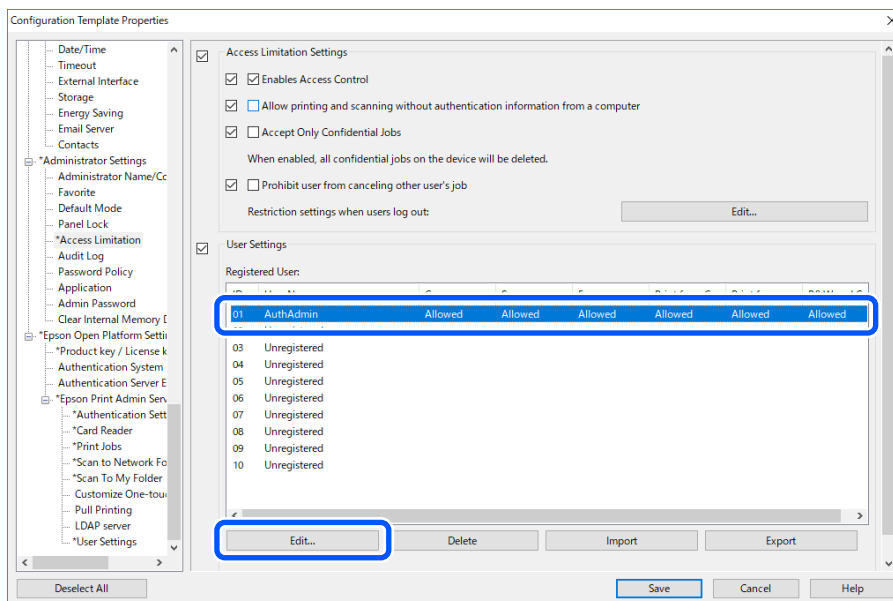 Configuration Template Properties
Date/Time
Timeout
External Interface
Storage
Energy Saving
Email Server
Contacts
*Administrator Settings
Administrator Name/Co
Favorite
Default Mode
Panel Lock
*Access Limitation
Audit Log
Password Policy
Application
Admin Password
Clear Internal Memory D
*Epson Open Platform Settin
*Product key / License k
Authentication System
Authentication Server E
*Epson Print Admin Serv
*Authentication Sett
*Card Reader
*Print Jobs
*Scan to Network Fo
*Scan To My Folder
Customize One-touc
Pull Printing
LDAP server
*User Settings
Deselect All
Access Limitation Settings
Enables Access Control
Allow printing and scanning without authentication information from a computer
Accept Only Confidential Jobs
When enabled, all confidential jobs on the device will be deleted.
Prohibit user from canceling other user's job
Restriction settings when users log out: Edit...
User Settings
Registered User:
01 AuthAdmin Allowed Allowed Allowed Allowed Allowed Allowed
03 Unregistered
04 Unregistered
05 Unregistered
06 Unregistered
07 Unregistered
08 Unregistered
09 Unregistered
10 Unregistered
Edit... Delete Import Export
Save Cancel Help